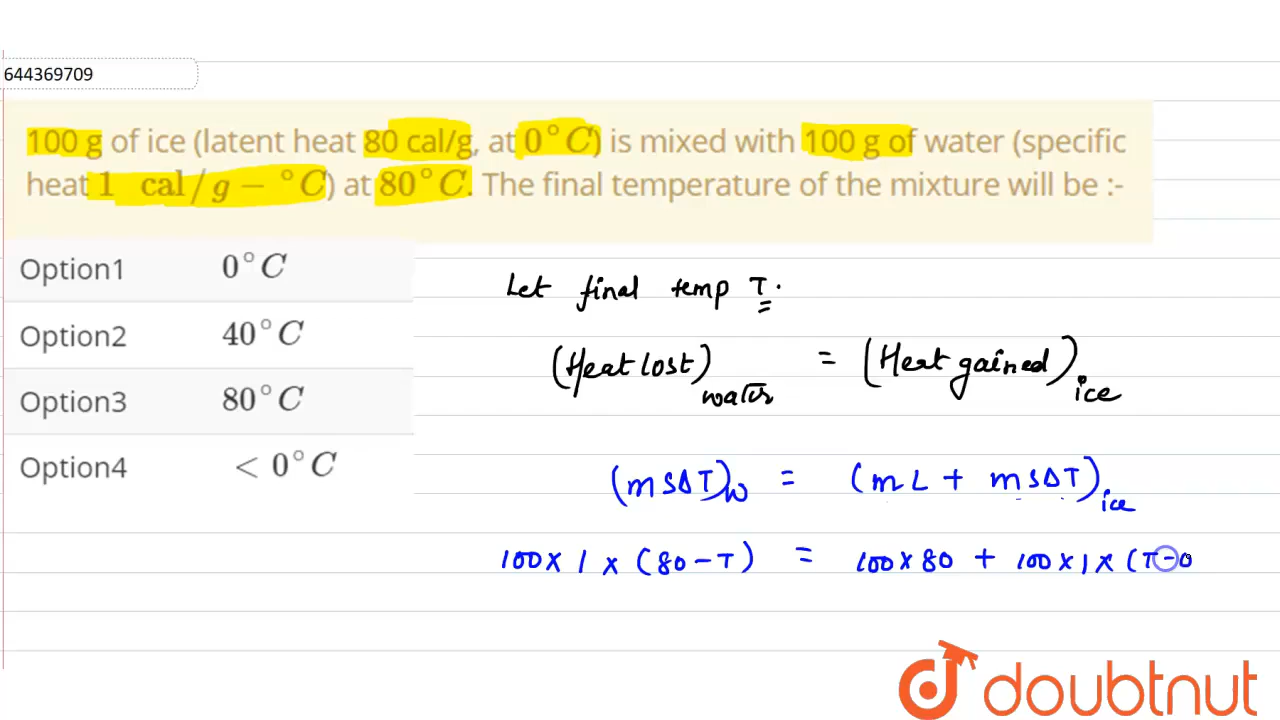 644369709
100 g of ice (latent heat 80 cal/g, at 0°C) is mixed with 100 g of water (specific
heat 1 cal/g − °C) at 80°C. The final temperature of the mixture will be :-
Option1 0°C
Option2 40°C
Option3 80°C
Option4 < 0°C
Let final temp T.
(Heat lost)water = (Heat gained)ice
(m S Δ T)w = (m L + m S Δ T)ice
100 × 1 × (80 − T) = 100 × 80 + 100 × 1 × (T − 0
doubtnut